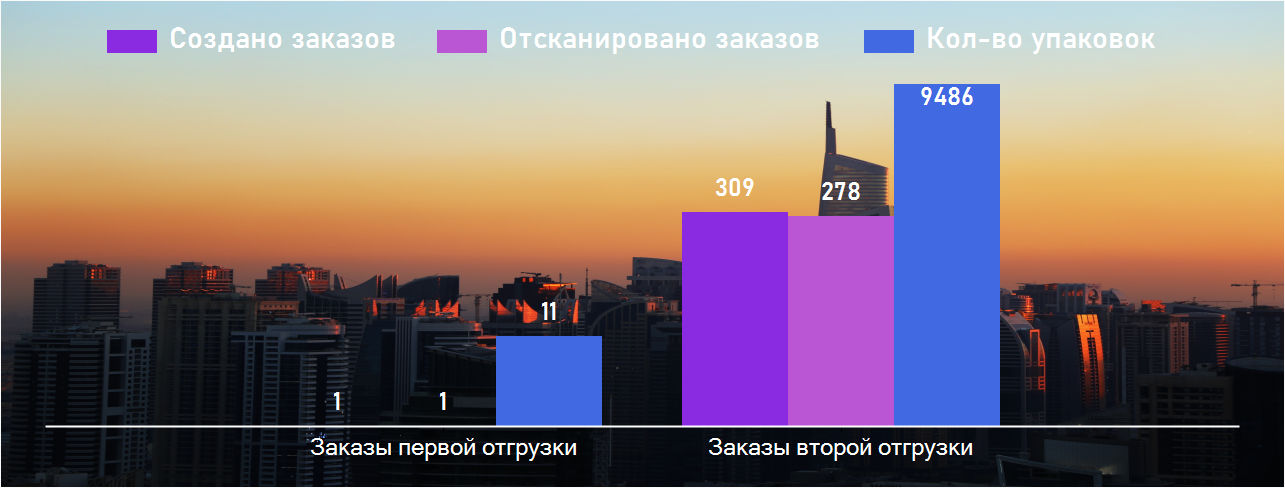 Создано заказов Отсканировано заказов Кол-во упаковок
9486
309 278
11
1 1
Заказы первой отгрузки Заказы второй отгрузки